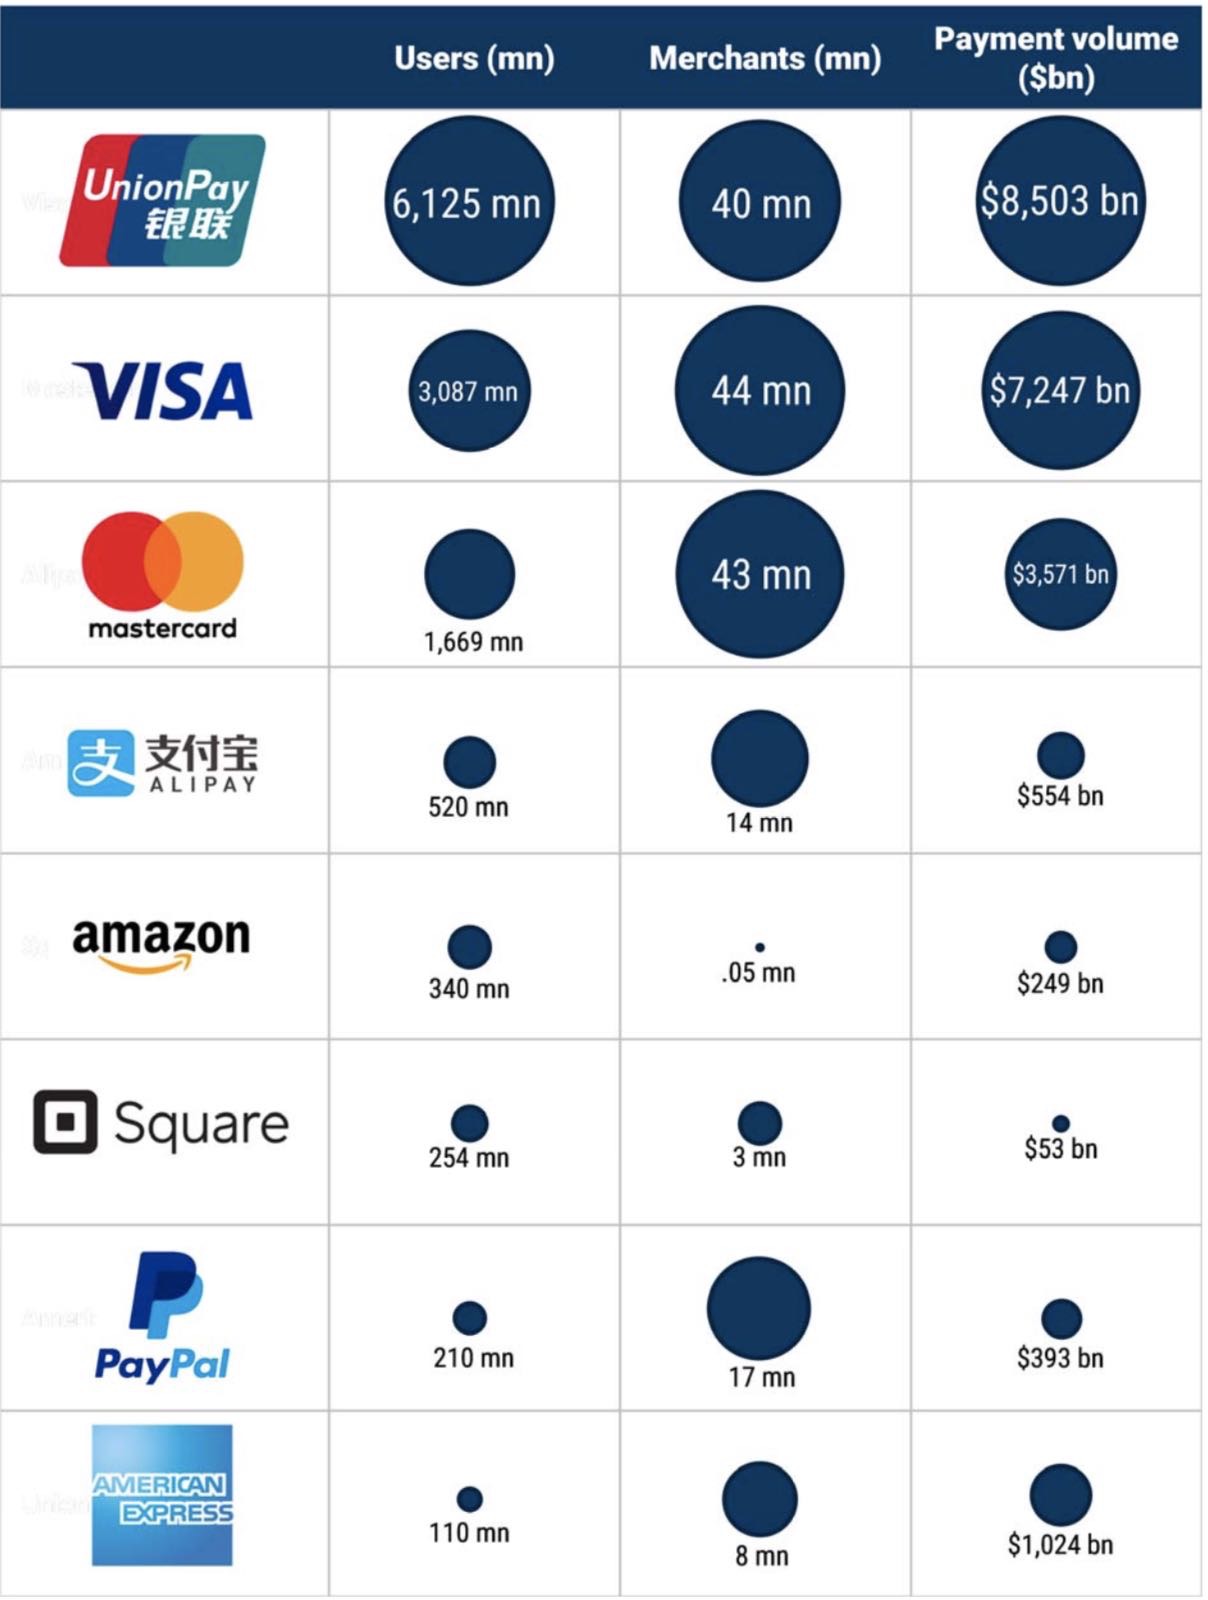 Users (mn)
Merchants (mn)
Payment volume
($bn)
UnionPay
银联
6,125 mn
40 mn
$8,503 bn
VISA
3,087 mn
44 mn
$7,247 bn
mastercard
1,669 mn
43 mn
$3,571 bn
支
支付宝
ALIPAY
520 mn
14 mn
$554 bn
amazon
340 mn
.05 mn
$249 bn
Square
254 mn
3 mn
$53 bn
PayPal
210 mn
17 mn
$393 bn
AMERICAN
EXPRESS
110 mn
8 mn
$1,024 bn